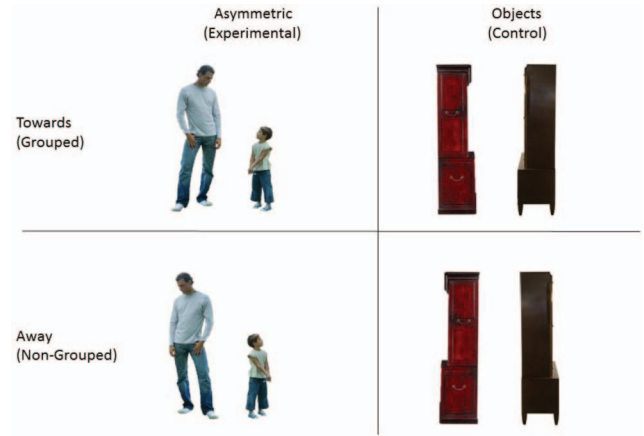 Asymmetric
(Experimental)
Objects
(Control)
Towards
(Grouped)
Away
(Non-Grouped)